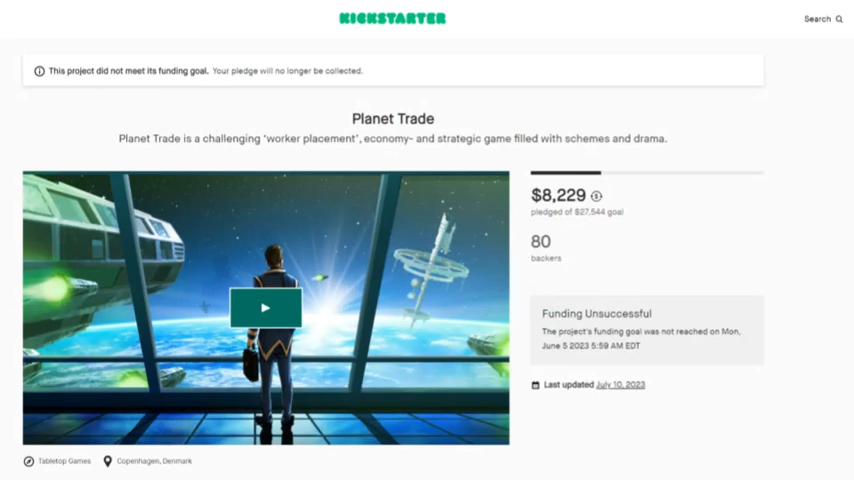 KICKSTARTER
Search
This project did not meet its funding goal. Your pledge will no longer be collected.
Planet Trade
Planet Trade is a challenging 'worker placement', economy- and strategic game filled with schemes and drama.
$8,229
pledged of $27,544 goal
80
backers
Funding Unsuccessful
The project's funding goal was not reached on Mon,
June 5 2023 5:59 AM EDT
Last updated July 10, 2023
Tabletop Games Copenhagen, Denmark